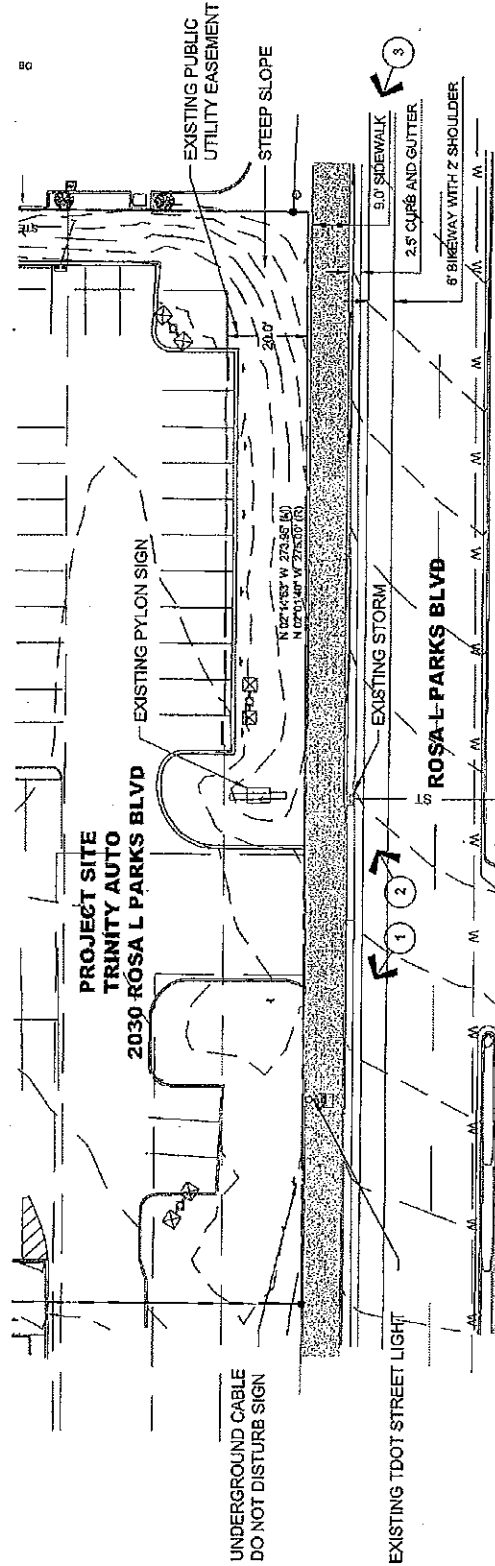 EXISTING PUBLIC
UTILITY EASEMENT
STEEP SLOPE
20.0'
9.0' SIDEWALK
2.5' CURB AND GUTTER
6' BIKEWAY WITH 2' SHOULDER
3
EXISTING PYLON SIGN
PROJECT SITE
TRINITY AUTO
2030 ROSA L PARKS BLVD
N 02°14'53" W 273.96' (M)
N 02°01'40" W 275.00' (R)
EXISTING STORM
ROSA L PARKS BLVD
ST
2
1
UNDERGROUND CABLE
DO NOT DISTURB SIGN
EXISTING TDOT STREET LIGHT
W W W W W W W W W